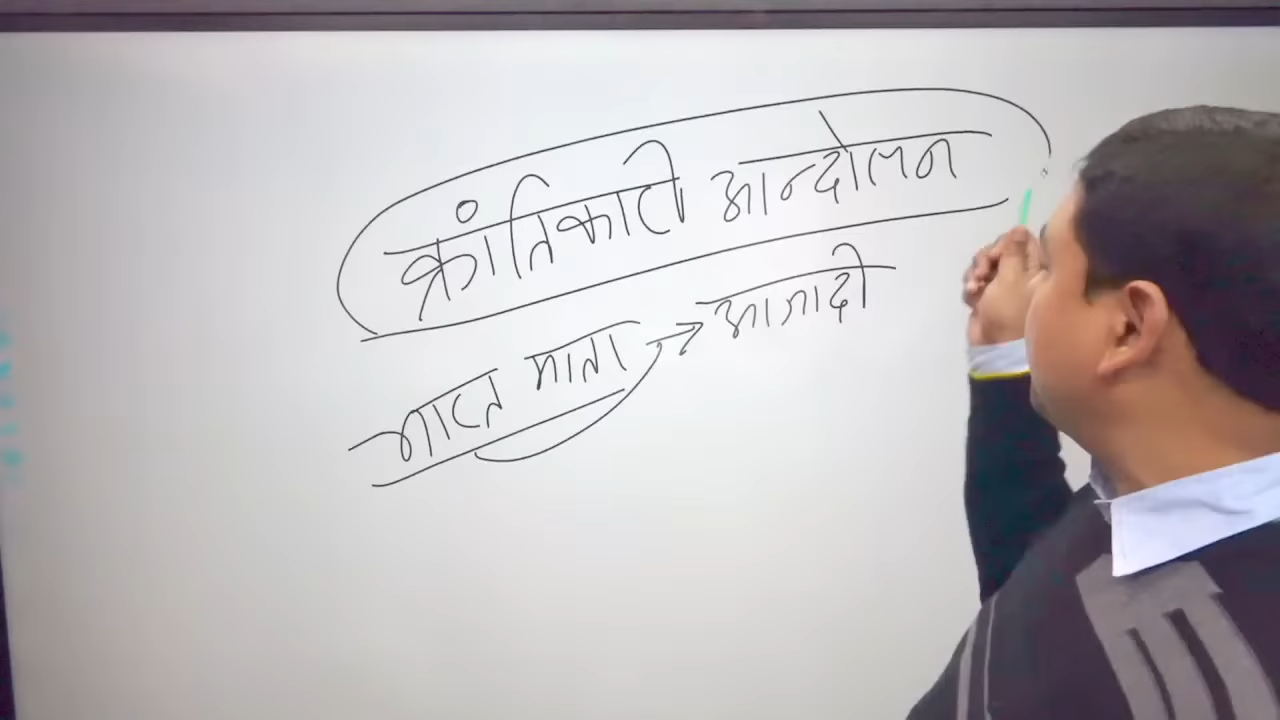 क्रांतिकारी आन्दोलन
भारत माता → आजादी